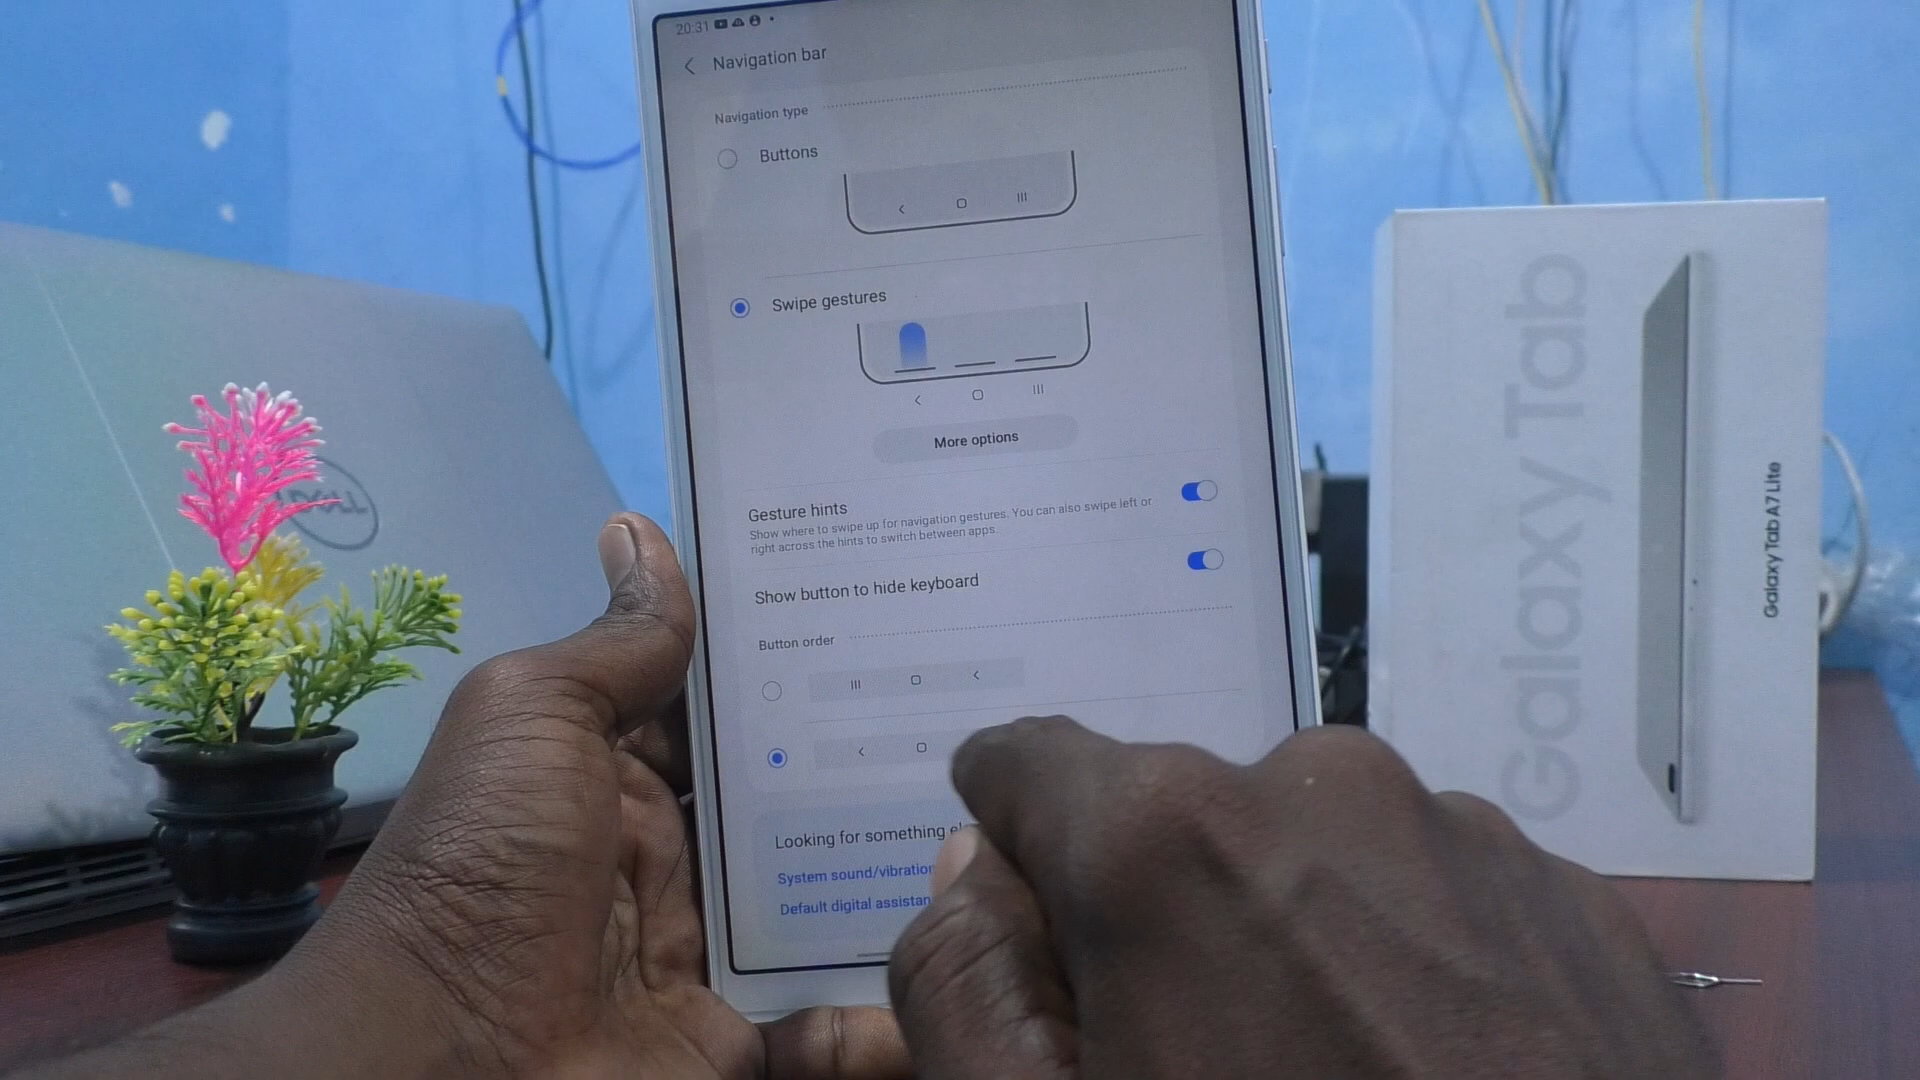 20:31
Navigation bar
Navigation type
Buttons
Swipe gestures
More options
Gesture hints
Show where to swipe up for navigation gestures. You can also swipe left or
right across the hints to switch between apps.
Show button to hide keyboard
Button order
Looking for something
System sound/vibration
Default digital assistan
DELL
Galaxy Tab
Galaxy Tab A7 Lite